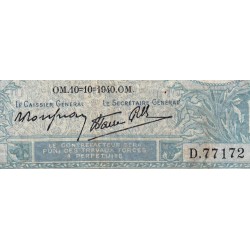 OM.10=10=1940.OM.
LE CAISSIER GÉNÉRAL LE SECRÉTAIRE GÉNÉRAL
LE CONTREFACTEUR SERA
PUNI DES TRAVAUX FORCÉS
À PERPÉTUITÉ
D.77172